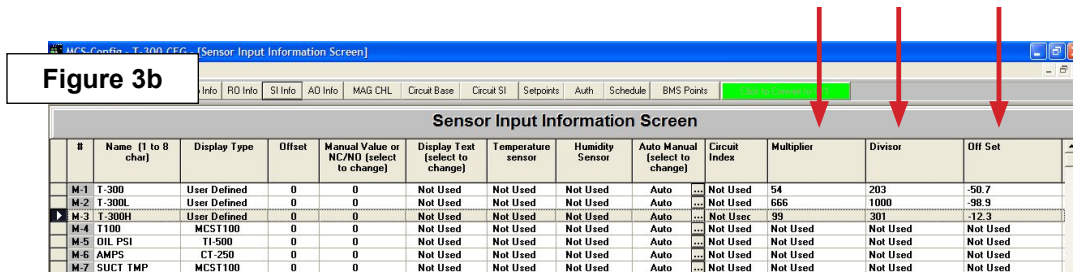 MCS-Config - T-300 CFG - [Sensor Input Information Screen]
Figure 3b
Info RO Info SI Info AO Info MAG CHL Circuit Base Circuit SI Setpoints Auth Schedule BMS Points
Sensor Input Information Screen
# Name (1 to 8 char) Display Type Offset Manual Value or NC/NO (select to change) Display Text (select to change) Temperature sensor Humidity Sensor Auto Manual (select to change) Circuit Index Multiplier Divisor Off Set
M-1 T-300 User Defined 0 0 Not Used Not Used Not Used Auto ... Not Used 54 203 -50.7
M-2 T-300L User Defined 0 0 Not Used Not Used Not Used Auto ... Not Used 666 1000 -98.9
M-3 T-300H User Defined 0 0 Not Used Not Used Not Used Auto ... Not Usec 99 301 -12.3
M-4 T100 MCST100 0 0 Not Used Not Used Not Used Auto ... Not Used Not Used Not Used Not Used
M-5 OIL PSI TI-500 0 0 Not Used Not Used Not Used Auto ... Not Used Not Used Not Used Not Used
M-6 AMPS CT-250 0 0 Not Used Not Used Not Used Auto ... Not Used Not Used Not Used Not Used
M-7 SUCT TMP MCST100 0 0 Not Used Not Used Not Used Auto ... Not Used Not Used Not Used Not Used